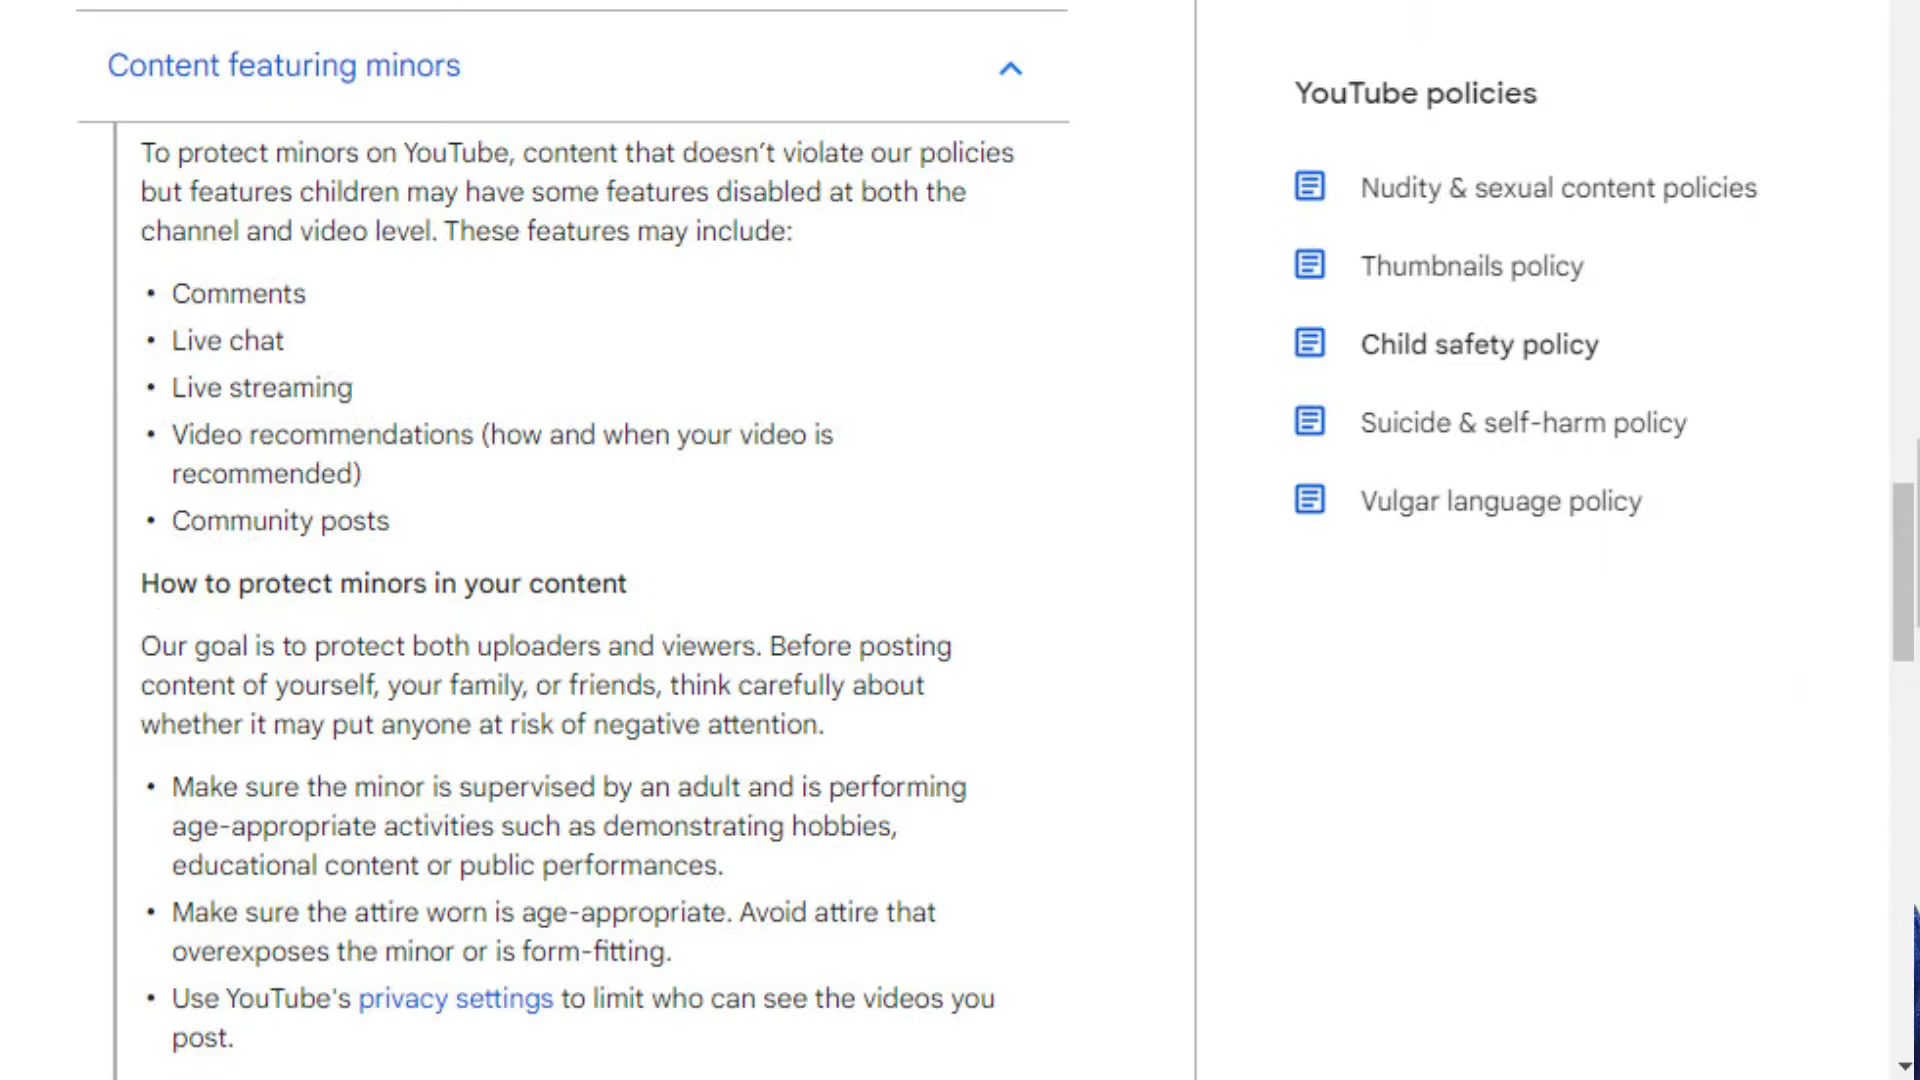 Content featuring minors
To protect minors on YouTube, content that doesn’t violate our policies
but features children may have some features disabled at both the
channel and video level. These features may include:
• Comments
• Live chat
• Live streaming
• Video recommendations (how and when your video is
recommended)
• Community posts
How to protect minors in your content
Our goal is to protect both uploaders and viewers. Before posting
content of yourself, your family, or friends, think carefully about
whether it may put anyone at risk of negative attention.
• Make sure the minor is supervised by an adult and is performing
age-appropriate activities such as demonstrating hobbies,
educational content or public performances.
• Make sure the attire worn is age-appropriate. Avoid attire that
overexposes the minor or is form-fitting.
• Use YouTube's privacy settings to limit who can see the videos you
post.
YouTube policies
Nudity & sexual content policies
Thumbnails policy
Child safety policy
Suicide & self-harm policy
Vulgar language policy